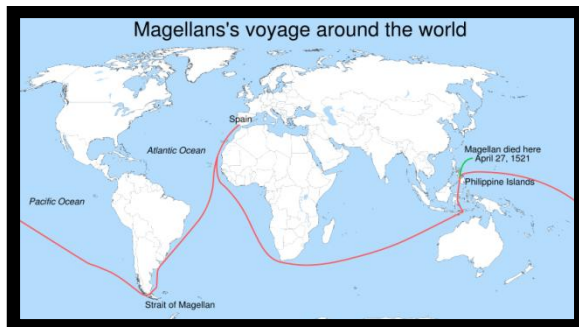 Magellans's voyage around the world
Spain
Atlantic Ocean
Magellan died here
April 27, 1521
Philippine Islands
Pacific Ocean
Strait of Magellan